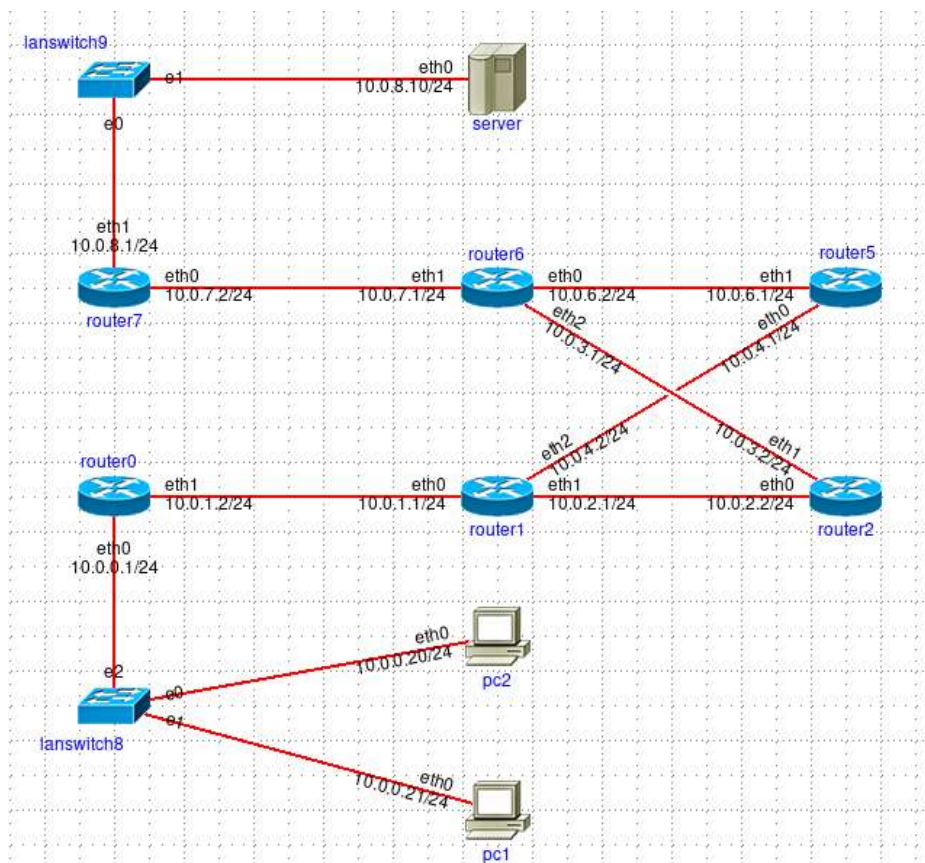 lanswitch9
e1
eth0
10.0.8.10/24
server
e0
eth1
10.0.8.1/24
router7
eth0
10.0.7.2/24
eth1
10.0.7.1/24
router6
eth0
10.0.6.2/24
eth1
10.0.6.1/24
router5
eth2
10.0.3.1/24
eth0
10.0.4.1/24
eth2
10.0.4.2/24
eth1
10.0.3.2/24
router0
eth1
10.0.1.2/24
eth0
10.0.1.1/24
router1
eth1
10.0.2.1/24
eth0
10.0.2.2/24
router2
eth0
10.0.0.1/24
e2
e0
eth0
10.0.0.20/24
pc2
lanswitch8
e1
eth0
10.0.0.21/24
pc1